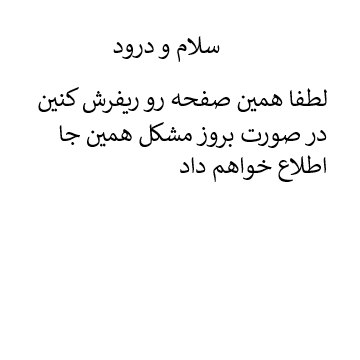 سلام و درود
لطفا همین صفحه رو ریفرش کنین
در صورت بروز مشکل همین جا
اطلاع خواهم داد